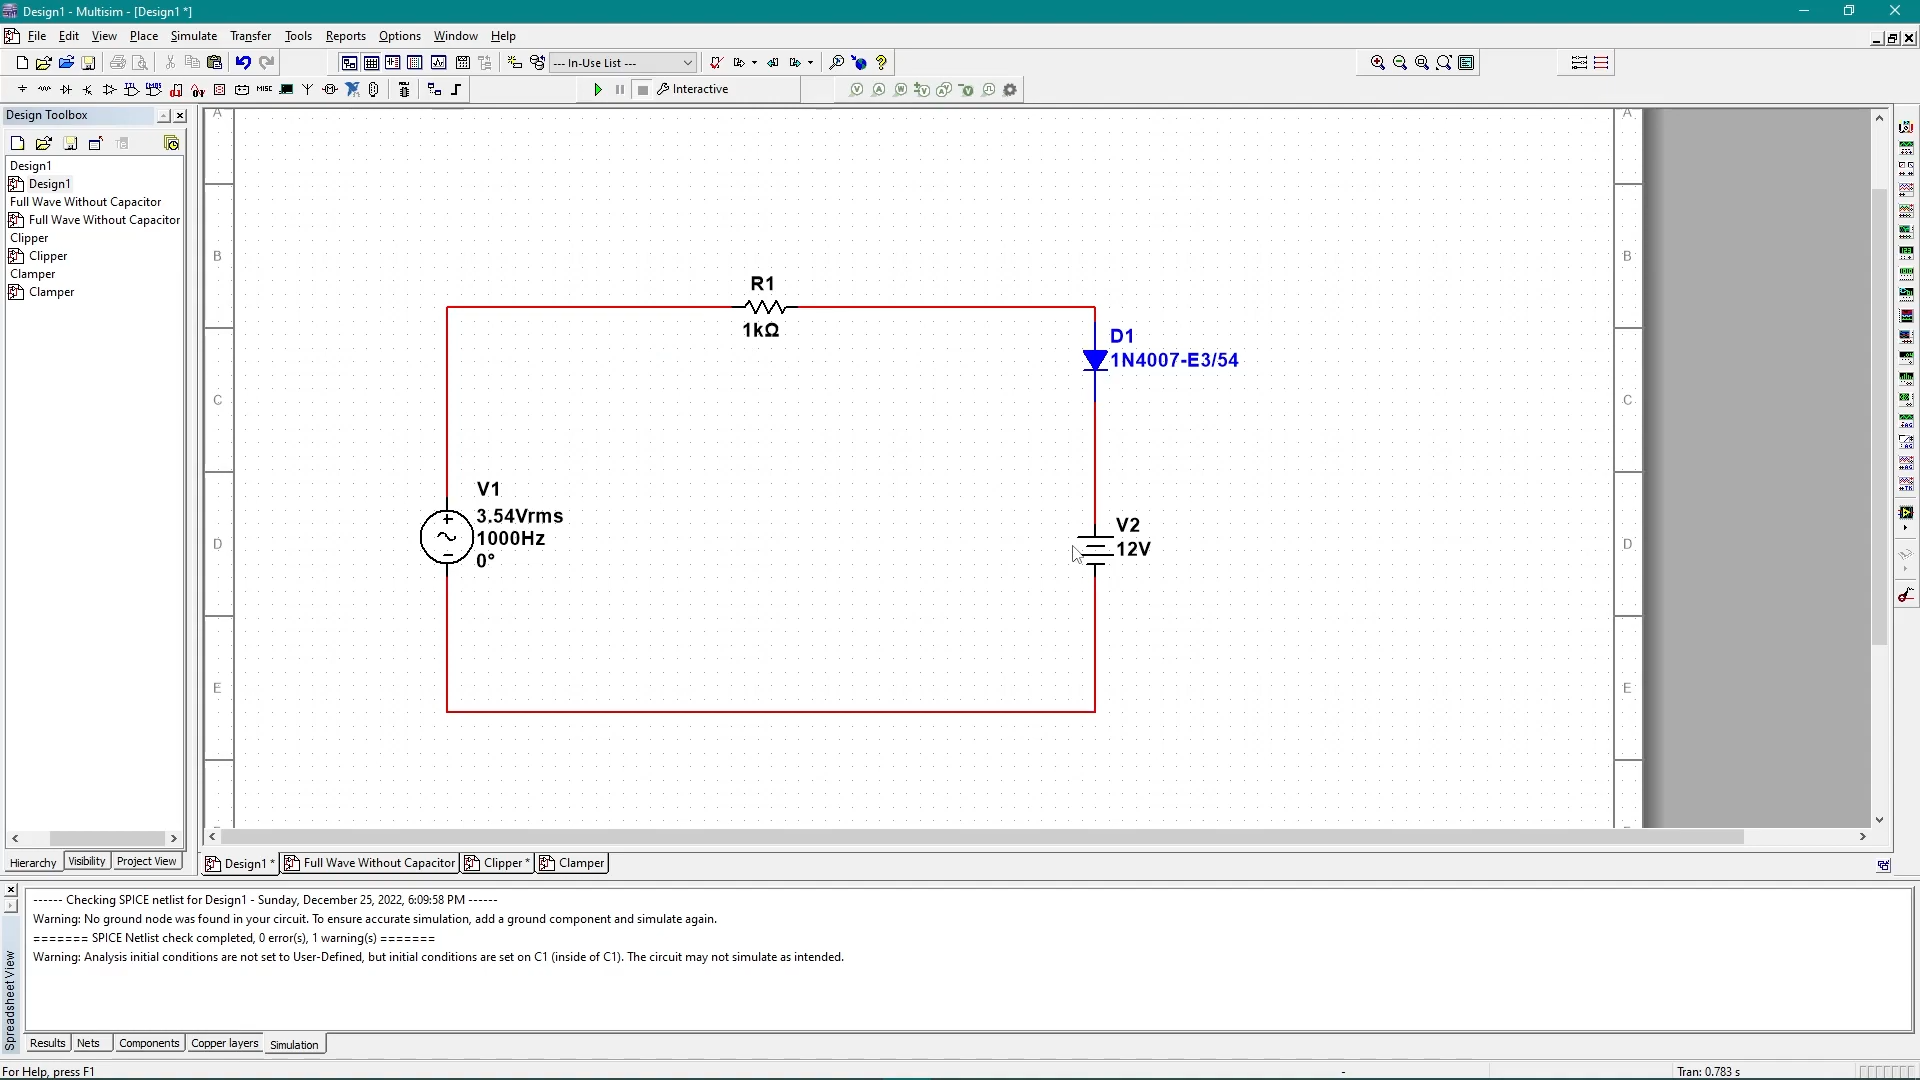 Design1 - Multisim - [Design1 *]
File Edit View Place Simulate Transfer Tools Reports Options Window Help
--- In-Use List ---
Interactive
Design Toolbox
Design1
Design1
Full Wave Without Capacitor
Full Wave Without Capacitor
Clipper
Clipper
Clamper
Clamper
A A
B B
C C
D D
E E
R1
1kΩ
D1
1N4007-E3/54
V1
3.54Vrms
1000Hz
0°
V2
12V
Hierarchy Visibility Project View
Design1 * Full Wave Without Capacitor Clipper * Clamper
------ Checking SPICE netlist for Design1 - Sunday, December 25, 2022, 6:09:58 PM ------
Warning: No ground node was found in your circuit. To ensure accurate simulation, add a ground component and simulate again.
======= SPICE Netlist check completed, 0 error(s), 1 warning(s) =======
Warning: Analysis initial conditions are not set to User-Defined, but initial conditions are set on C1 (inside of C1). The circuit may not simulate as intended.
Spreadsheet View
Results Nets Components Copper layers Simulation
For Help, press F1 - Tran: 0.783 s